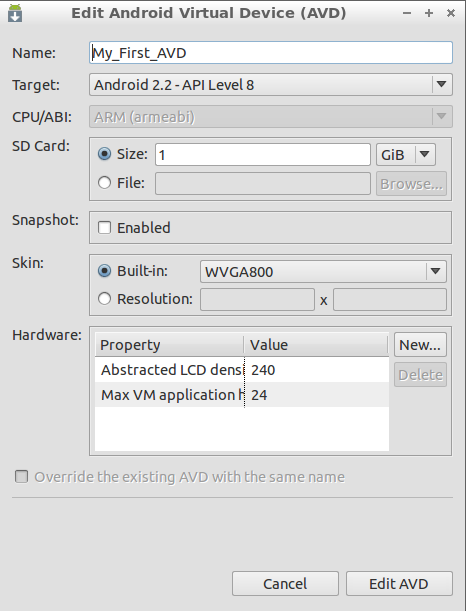 Edit Android Virtual Device (AVD)
Name: My_First_AVD
Target: Android 2.2 - API Level 8
CPU/ABI: ARM (armeabi)
SD Card: Size: 1 GiB
File: Browse...
Snapshot: Enabled
Skin: Built-in: WVGA800
Resolution: x
Hardware: Property Value New...
Abstracted LCD densi 240 Delete
Max VM application h 24
Override the existing AVD with the same name
Cancel Edit AVD